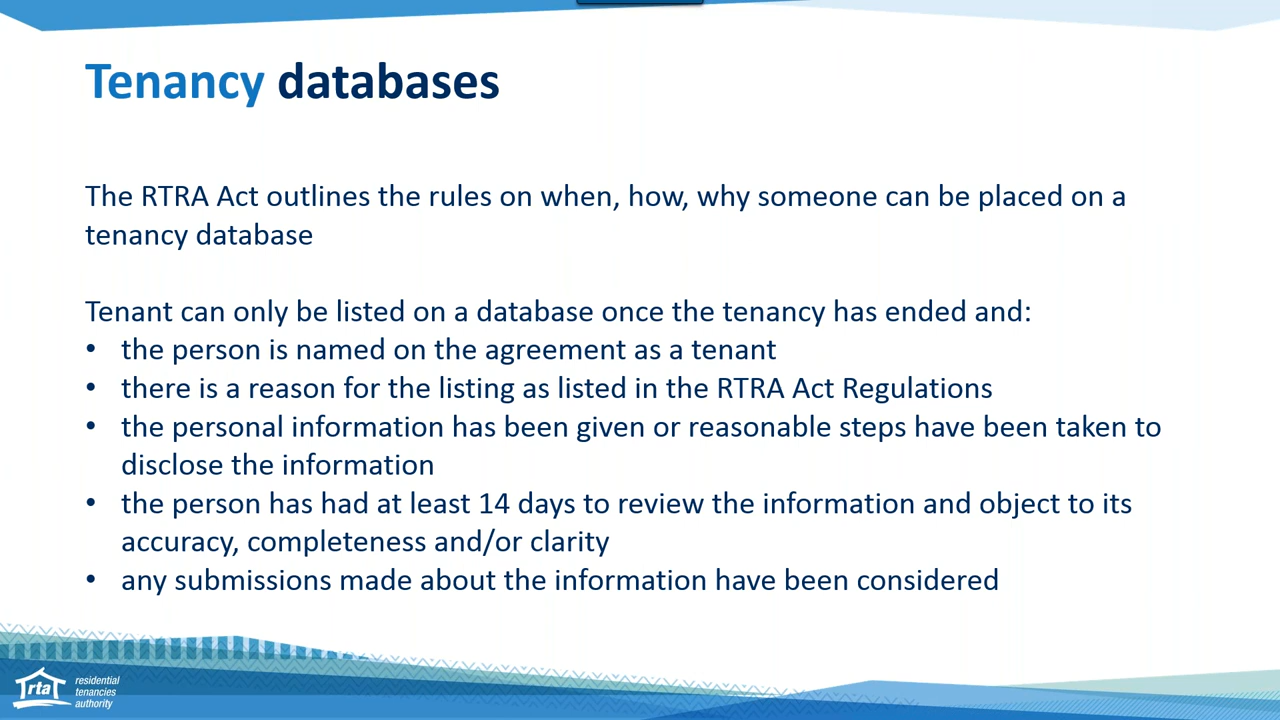 Tenancy databases
The RTRA Act outlines the rules on when, how, why someone can be placed on a
tenancy database
Tenant can only be listed on a database once the tenancy has ended and:
• the person is named on the agreement as a tenant
• there is a reason for the listing as listed in the RTRA Act Regulations
• the personal information has been given or reasonable steps have been taken to
disclose the information
• the person has had at least 14 days to review the information and object to its
accuracy, completeness and/or clarity
• any submissions made about the information have been considered
rta
residential
tenancies
authority